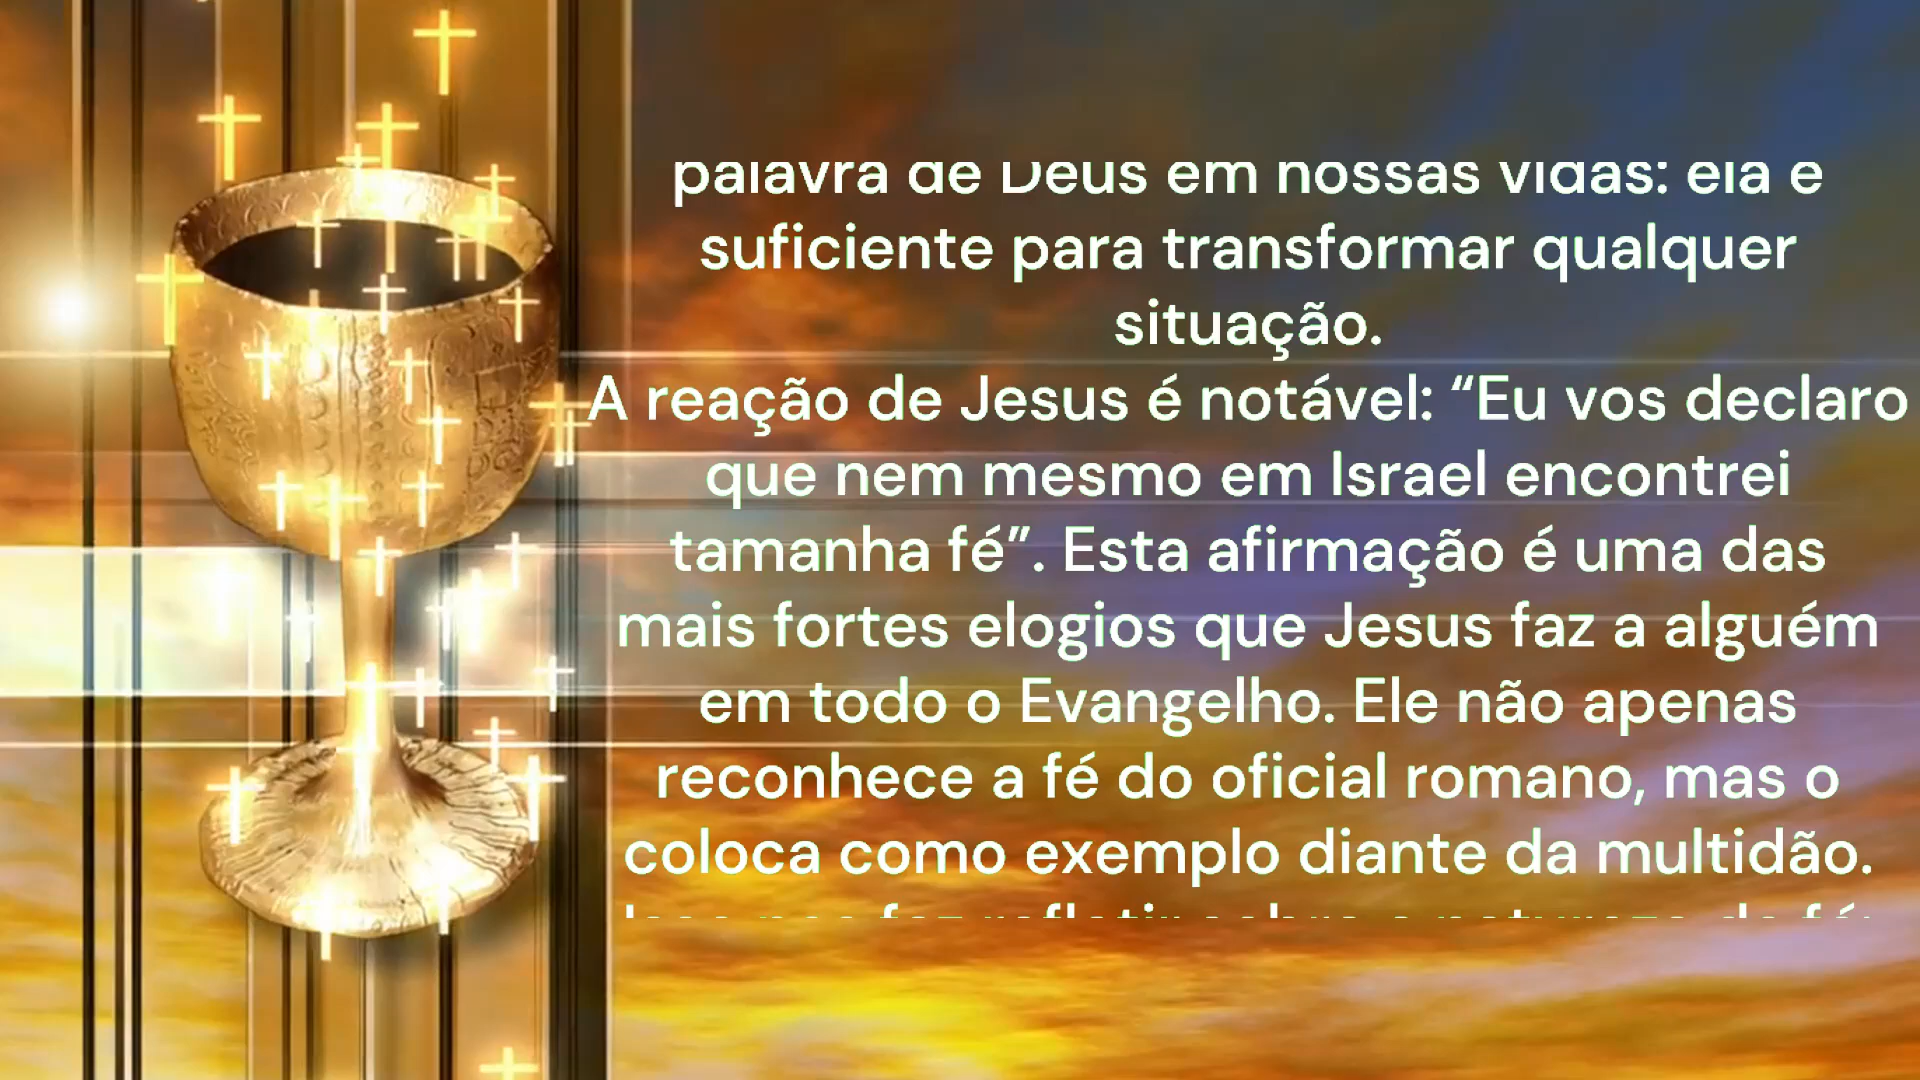 palavra de Deus em nossas vidas: ela é
suficiente para transformar qualquer
situação.
A reação de Jesus é notável: “Eu vos declaro
que nem mesmo em Israel encontrei
tamanha fé”. Esta afirmação é uma das
mais fortes elogios que Jesus faz a alguém
em todo o Evangelho. Ele não apenas
reconhece a fé do oficial romano, mas o
coloca como exemplo diante da multidão.